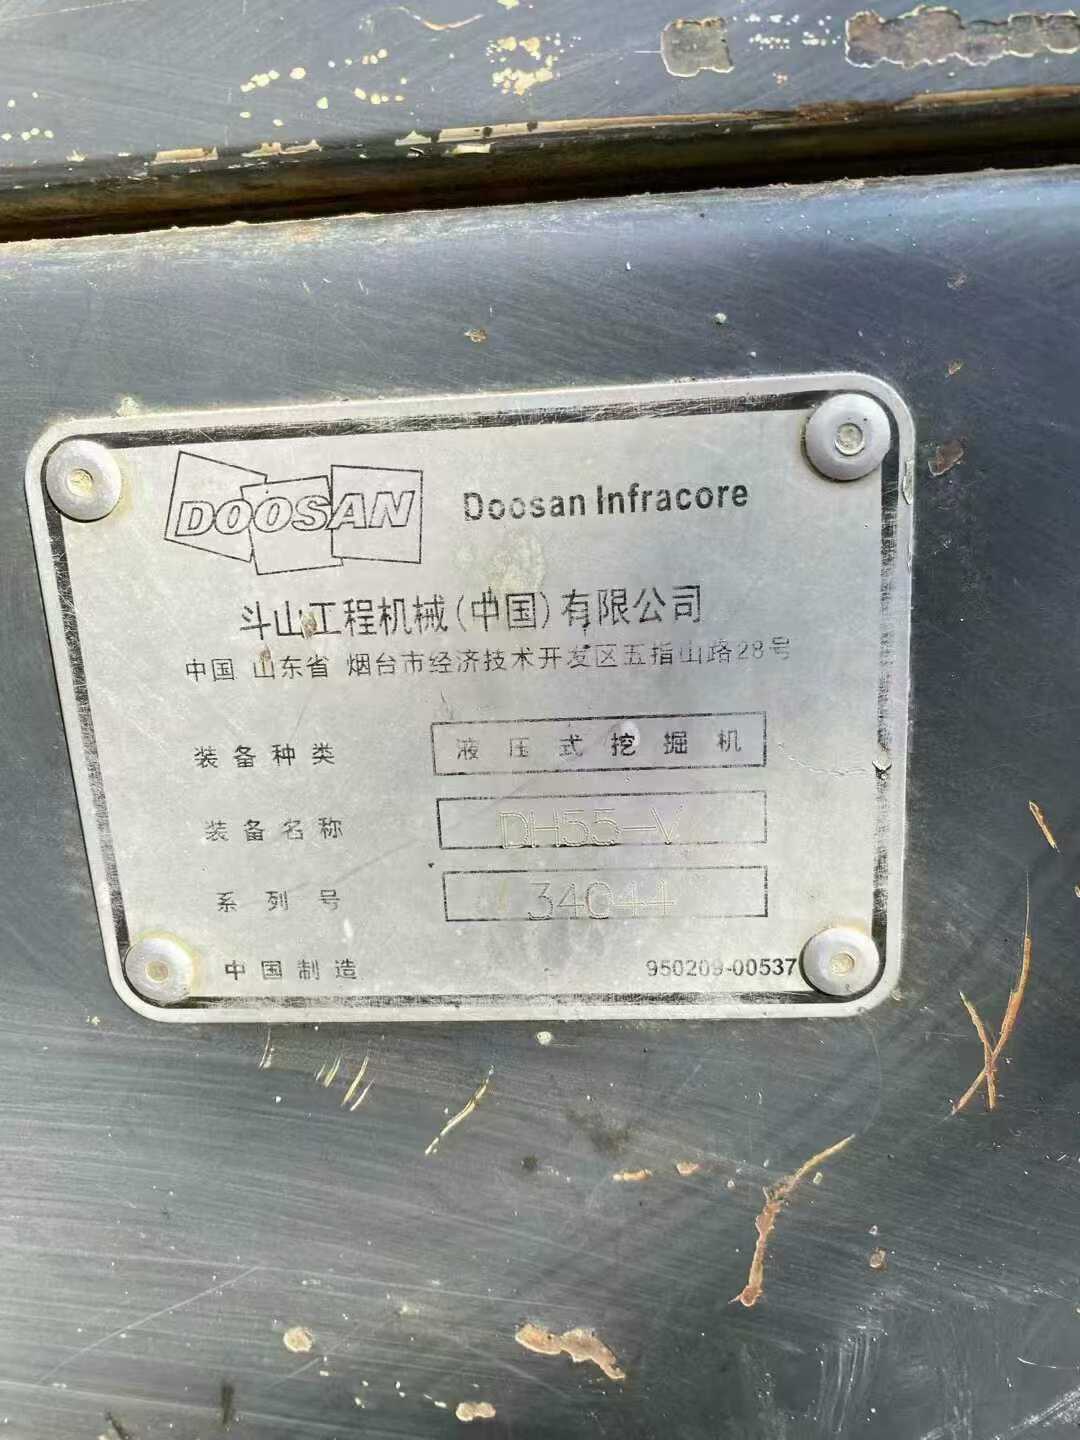 DOOSAN
Doosan Infracore
斗山工程机械(中国)有限公司
中国 山东省 烟台市经济技术开发区五指山路28号
装备种类 液压式挖掘机
装备名称 DH55-V
系列号 34044
中国制造 950209-00537